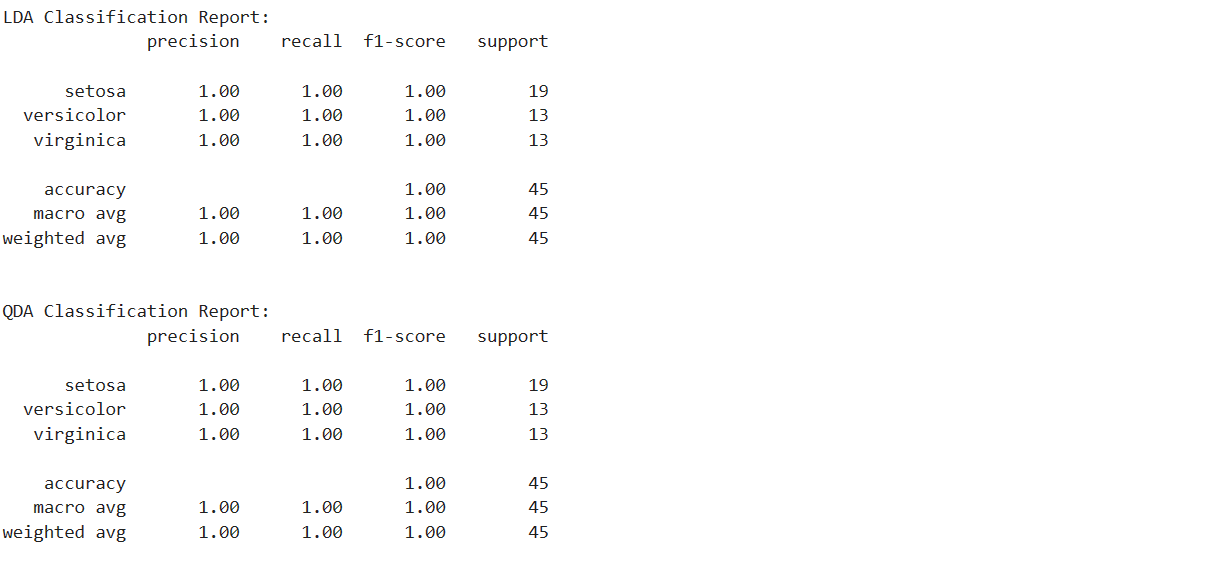 LDA Classification Report:
              precision    recall  f1-score   support

      setosa       1.00      1.00      1.00        19
  versicolor       1.00      1.00      1.00        13
   virginica       1.00      1.00      1.00        13

    accuracy                           1.00        45
   macro avg       1.00      1.00      1.00        45
weighted avg       1.00      1.00      1.00        45


QDA Classification Report:
              precision    recall  f1-score   support

      setosa       1.00      1.00      1.00        19
  versicolor       1.00      1.00      1.00        13
   virginica       1.00      1.00      1.00        13

    accuracy                           1.00        45
   macro avg       1.00      1.00      1.00        45
weighted avg       1.00      1.00      1.00        45